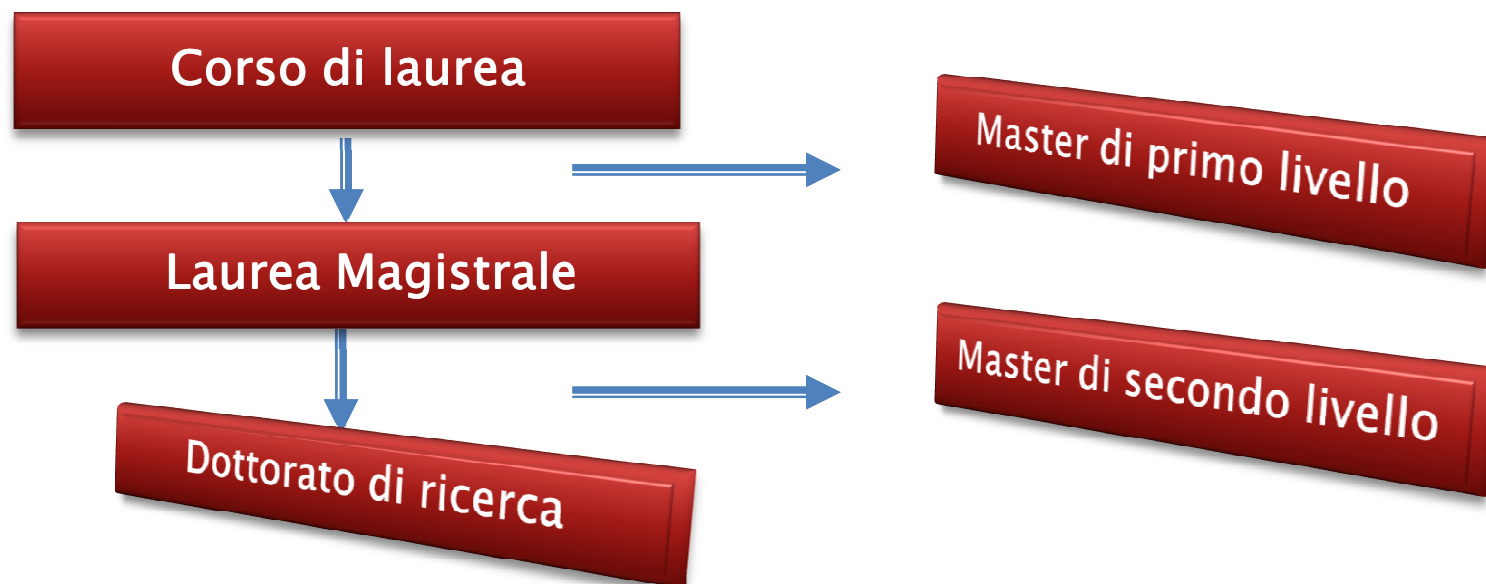 Corso di laurea
Master di primo livello
Laurea Magistrale
Master di secondo livello
Dottorato di ricerca